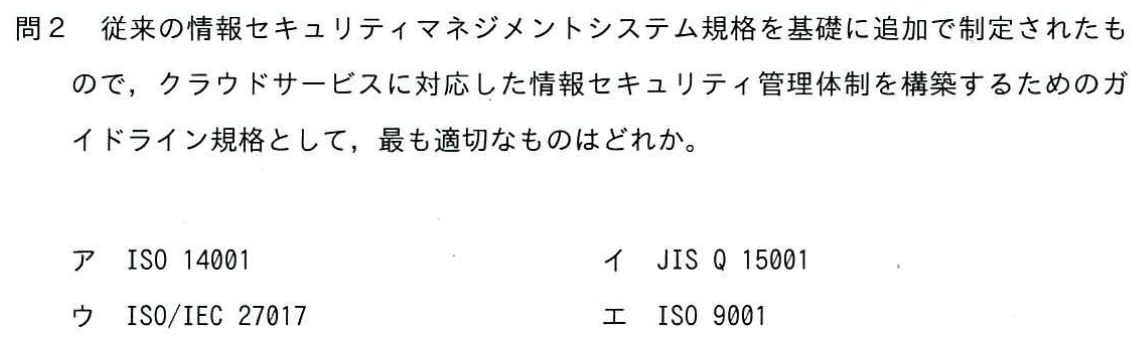 問２　従来の情報セキュリティマネジメントシステム規格を基礎に追加で制定されたも
ので，クラウドサービスに対応した情報セキュリティ管理体制を構築するためのガ
イドライン規格として，最も適切なものはどれか。
ア　ISO 14001　イ　JIS Q 15001
ウ　ISO/IEC 27017　エ　ISO 9001